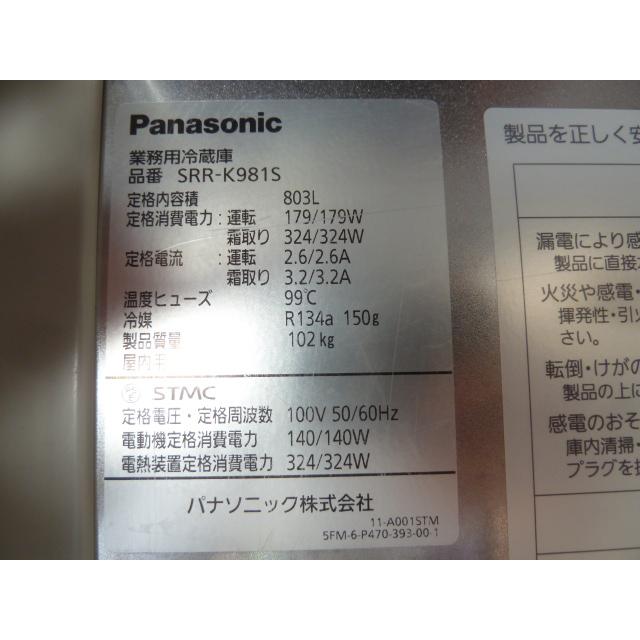 Panasonic
業務用冷蔵庫
品番 SRR-K981S
定格内容積 803L
定格消費電力：運転 179/179W
霜取り 324/324W
定格電流：運転 2.6/2.6A
霜取り 3.2/3.2A
温度ヒューズ 99℃
冷媒 R134a 150g
製品質量 102kg
屋内用
STMC
定格電圧・定格周波数 100V 50/60Hz
電動機定格消費電力 140/140W
電熱装置定格消費電力 324/324W
パナソニック株式会社
11-A001STM
5FM-6-P470-393-00-1
製品を正しく安
漏電により感
製品に直接
火災や感電・
揮発性・引火
さい。
転倒・けがの
製品の上に
感電のおそ
庫内清掃・
プラグを